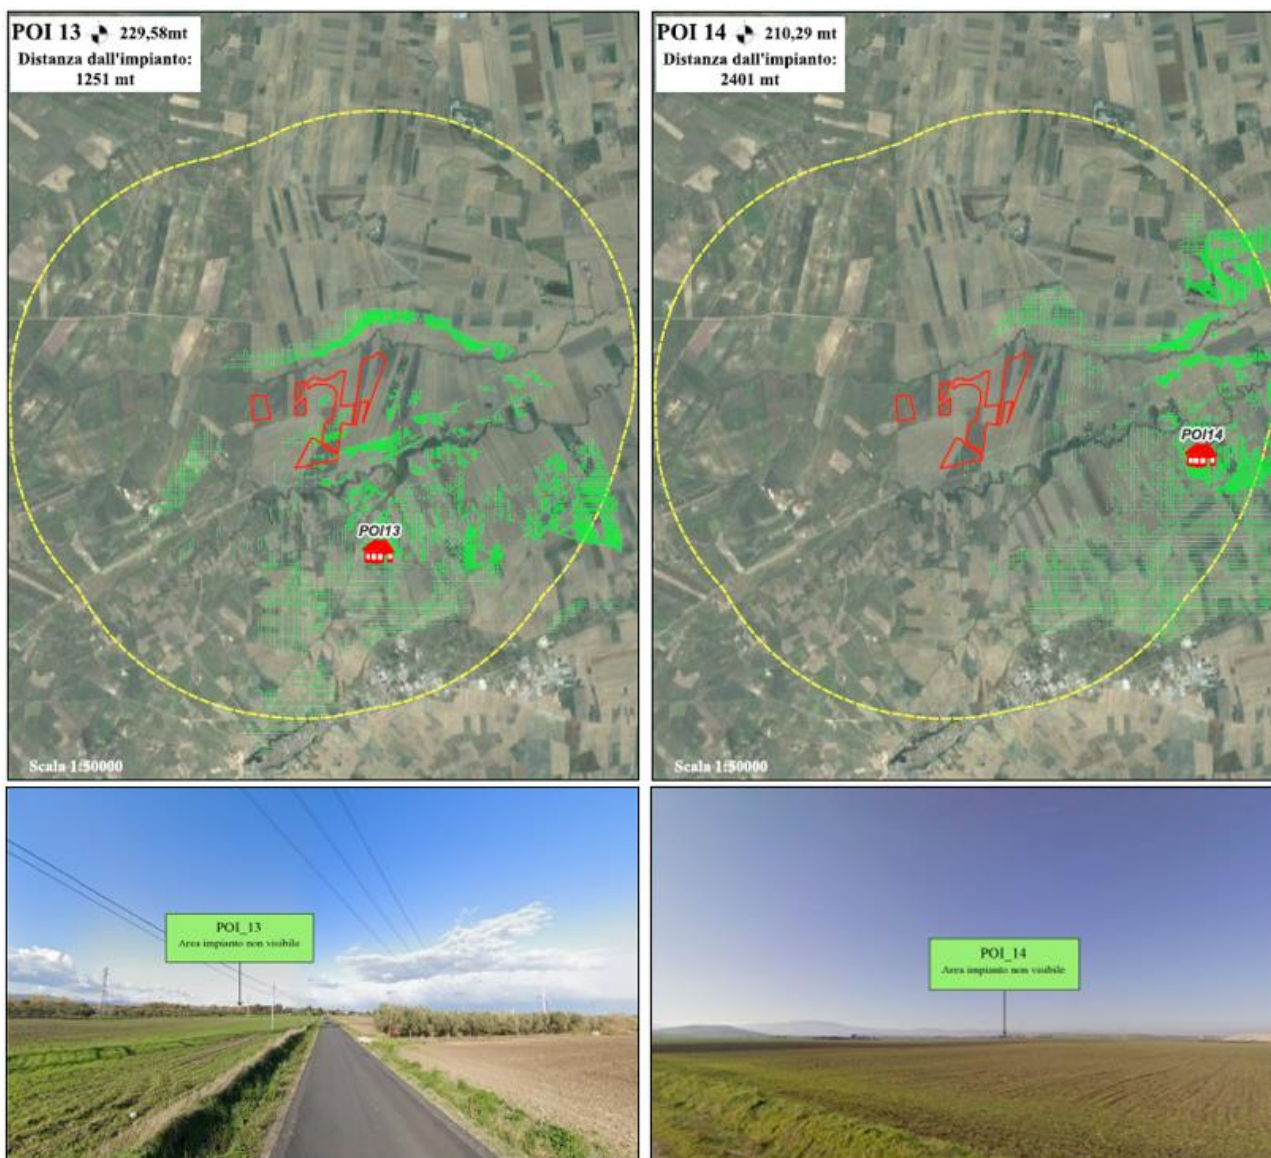 POI 13 229,58mt
Distanza dall'impianto:
1251 mt
POI13
Scala 1:50000
POI 14 210,29 mt
Distanza dall'impianto:
2401 mt
POI14
Scala 1:50000
POI_13
Area impianto non visibile
POI_14
Area impianto non visibile